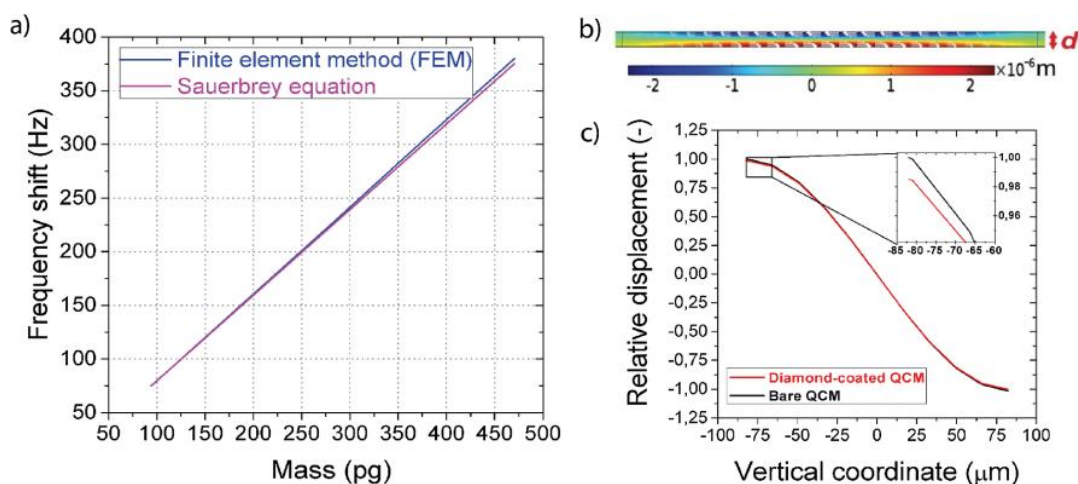 a)
400
350
300
250
200
150
100
50
Frequency shift (Hz)
Finite element method (FEM)
Sauerbrey equation
50 100 150 200 250 300 350 400 450 500
Mass (pg)
b)
d
×10⁻⁶m
-2 -1 0 1 2
c)
1,25
1,00
0,75
0,50
0,25
0,00
-0,25
-0,50
-0,75
-1,00
-1,25
Relative displacement (-)
1,00
0,98
0,96
-85 -80 -75 -70 -65 -60
Diamond-coated QCM
Bare QCM
-100 -75 -50 -25 0 25 50 75 100
Vertical coordinate (μm)